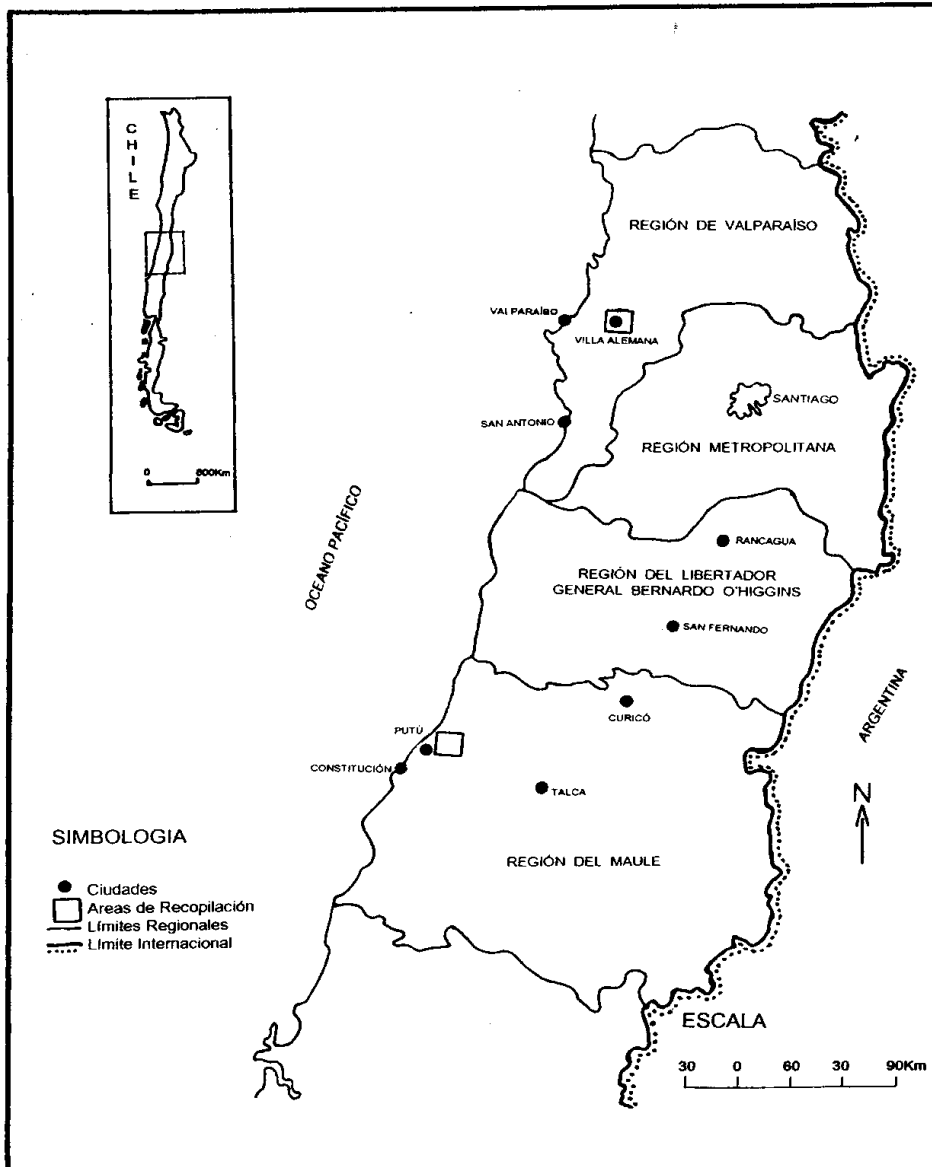 CHILE
0 600Km
REGIÓN DE VALPARAÍSO
VALPARAÍSO
VILLA ALEMANA
SANTIAGO
SAN ANTONIO
REGIÓN METROPOLITANA
OCEANO PACÍFICO
RANCAGUA
REGIÓN DEL LIBERTADOR
GENERAL BERNARDO O'HIGGINS
SAN FERNANDO
ARGENTINA
CURICÓ
PUTÚ
CONSTITUCIÓN
TALCA
N
SIMBOLOGIA
REGIÓN DEL MAULE
Ciudades
Areas de Recopilación
Límites Regionales
Límite Internacional
ESCALA
30 0 60 30 90Km